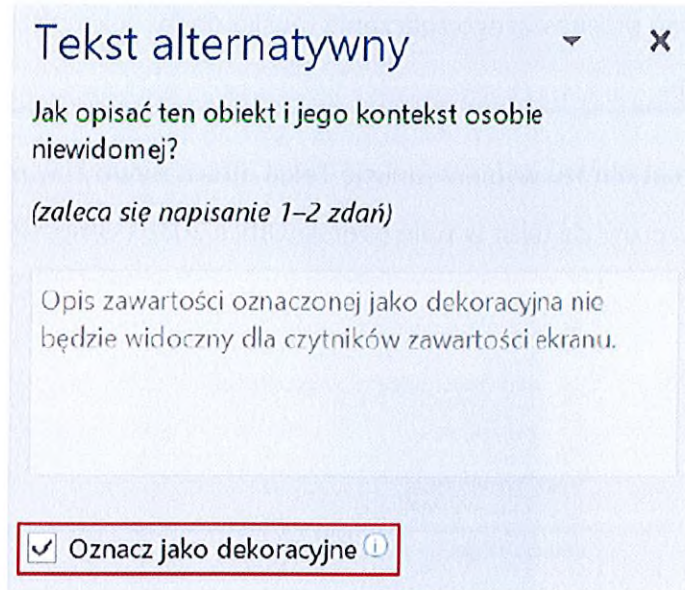 Tekst alternatywny
Jak opisać ten obiekt i jego kontekst osobie
niewidomej?
(zaleca się napisanie 1–2 zdań)
Opis zawartości oznaczonej jako dekoracyjna nie
będzie widoczny dla czytników zawartości ekranu.
Oznacz jako dekoracyjne